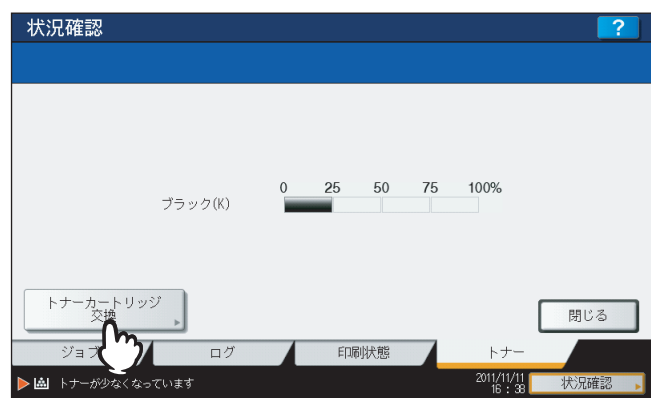 状況確認
?
0 25 50 75 100%
ブラック(K)
トナーカートリッジ
交換
閉じる
ジョブ
ログ
印刷状態
トナー
トナーが少なくなっています
2011/11/11
16 : 38
状況確認